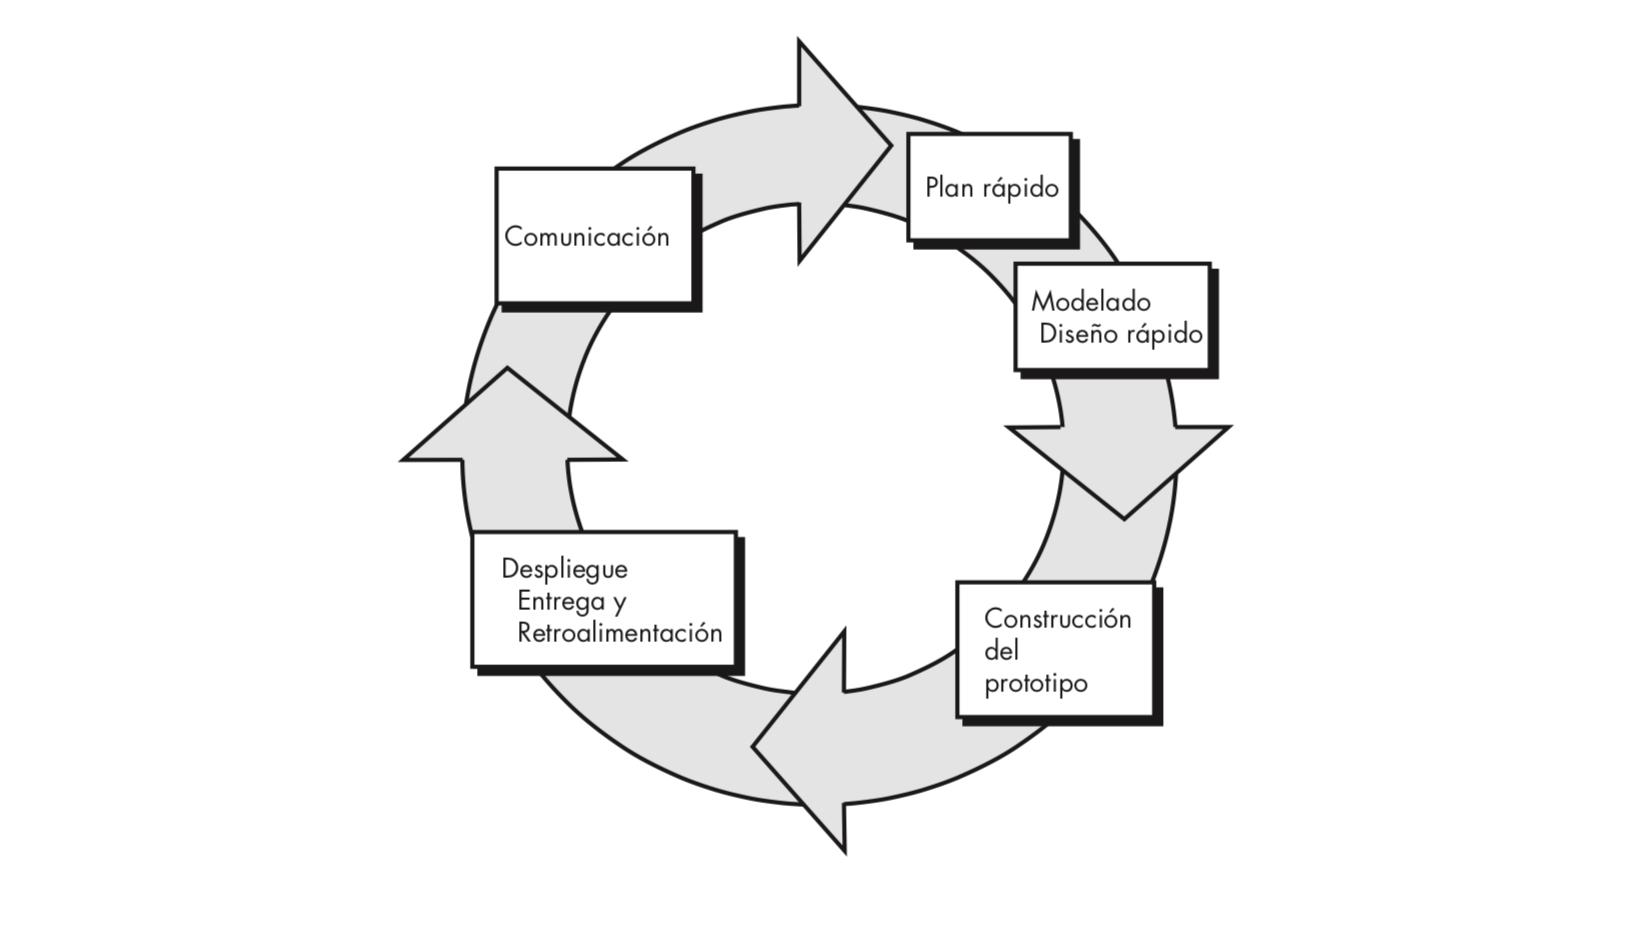 Comunicación
Plan rápido
Modelado
Diseño rápido
Construcción
del
prototipo
Despliegue
Entrega y
Retroalimentación